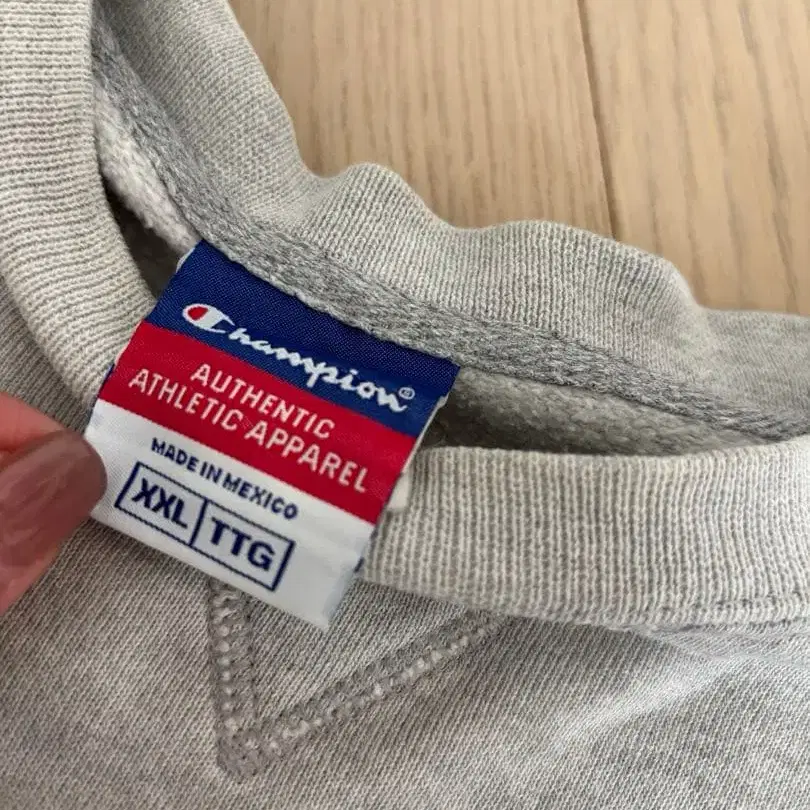 Champion®
AUTHENTIC
ATHLETIC APPAREL
MADE IN MEXICO
XXL TTG